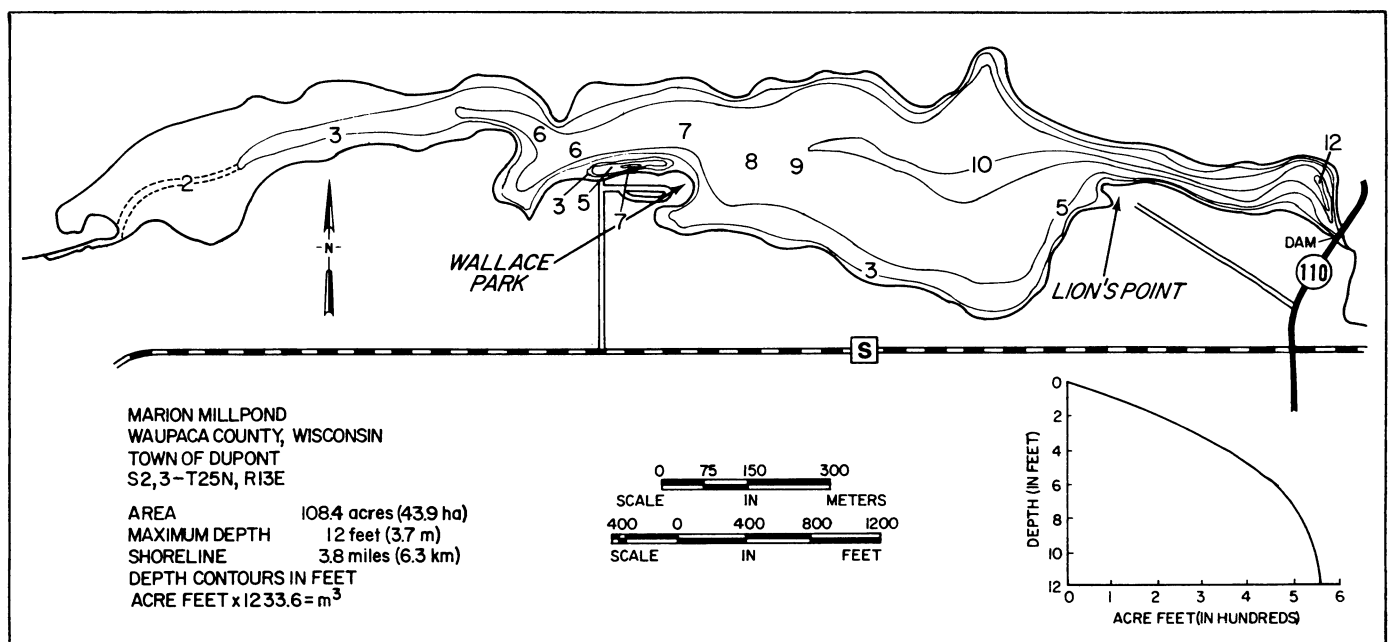 12
3
6
7
6
8
9
10
2
3
5
7
5
-N-
WALLACE
PARK
3
LION'S POINT
DAM
110
S
MARION MILLPOND
WAUPACA COUNTY, WISCONSIN
TOWN OF DUPONT
S2,3-T25N, R13E
AREA 108.4 acres (43.9 ha)
MAXIMUM DEPTH 12 feet (3.7 m)
SHORELINE 3.8 miles (6.3 km)
DEPTH CONTOURS IN FEET
ACRE FEET x 1233.6 = m³
0 75 150 300
SCALE IN METERS
400 0 400 800 1200
SCALE IN FEET
DEPTH (IN FEET)
0
2
4
6
8
10
12
0 1 2 3 4 5 6
ACRE FEET (IN HUNDREDS)